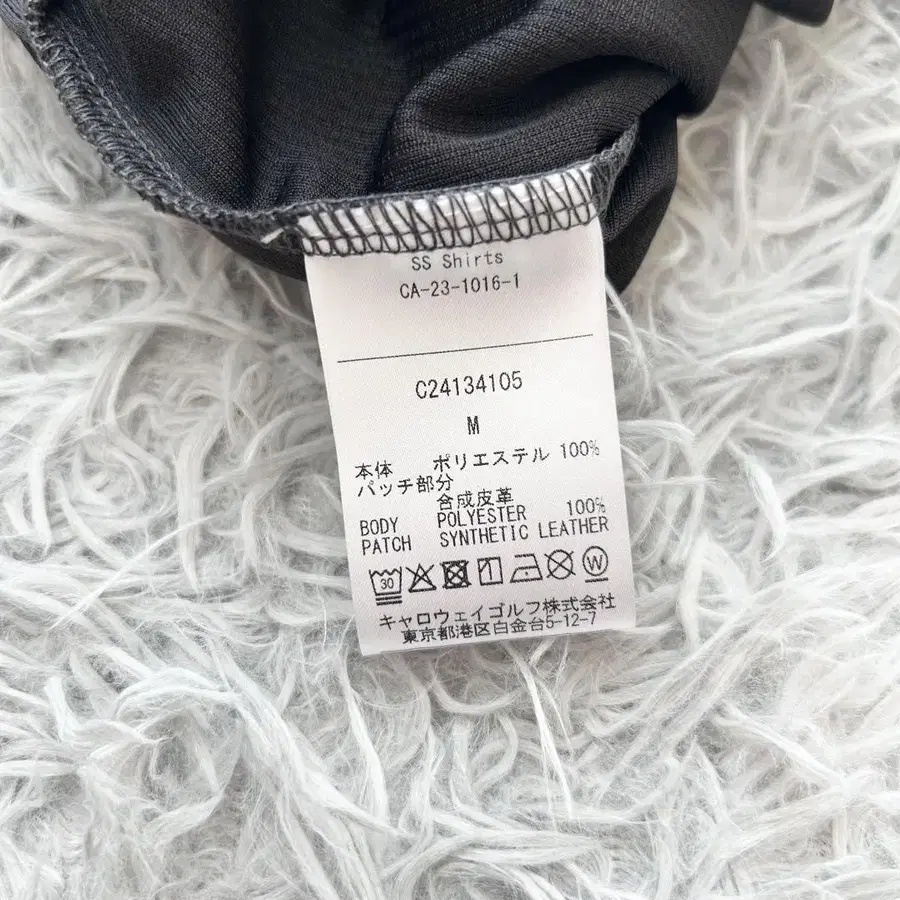 SS Shirts
CA-23-1016-1
C24134105
M
本体 ポリエステル 100%
パッチ部分
合成皮革
BODY POLYESTER 100%
PATCH SYNTHETIC LEATHER
30 W
キャロウェイゴルフ株式会社
東京都港区白金台5-12-7